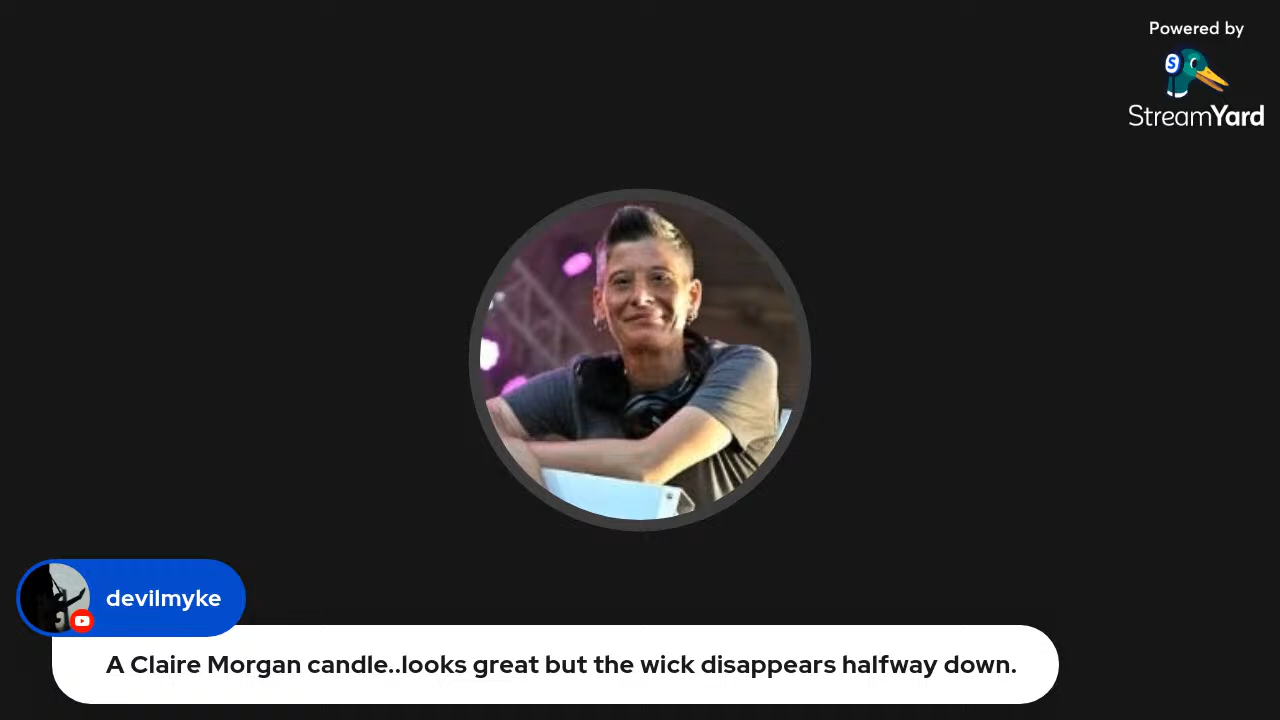 Powered by
StreamYard
devilmyke
A Claire Morgan candle..looks great but the wick disappears halfway down.